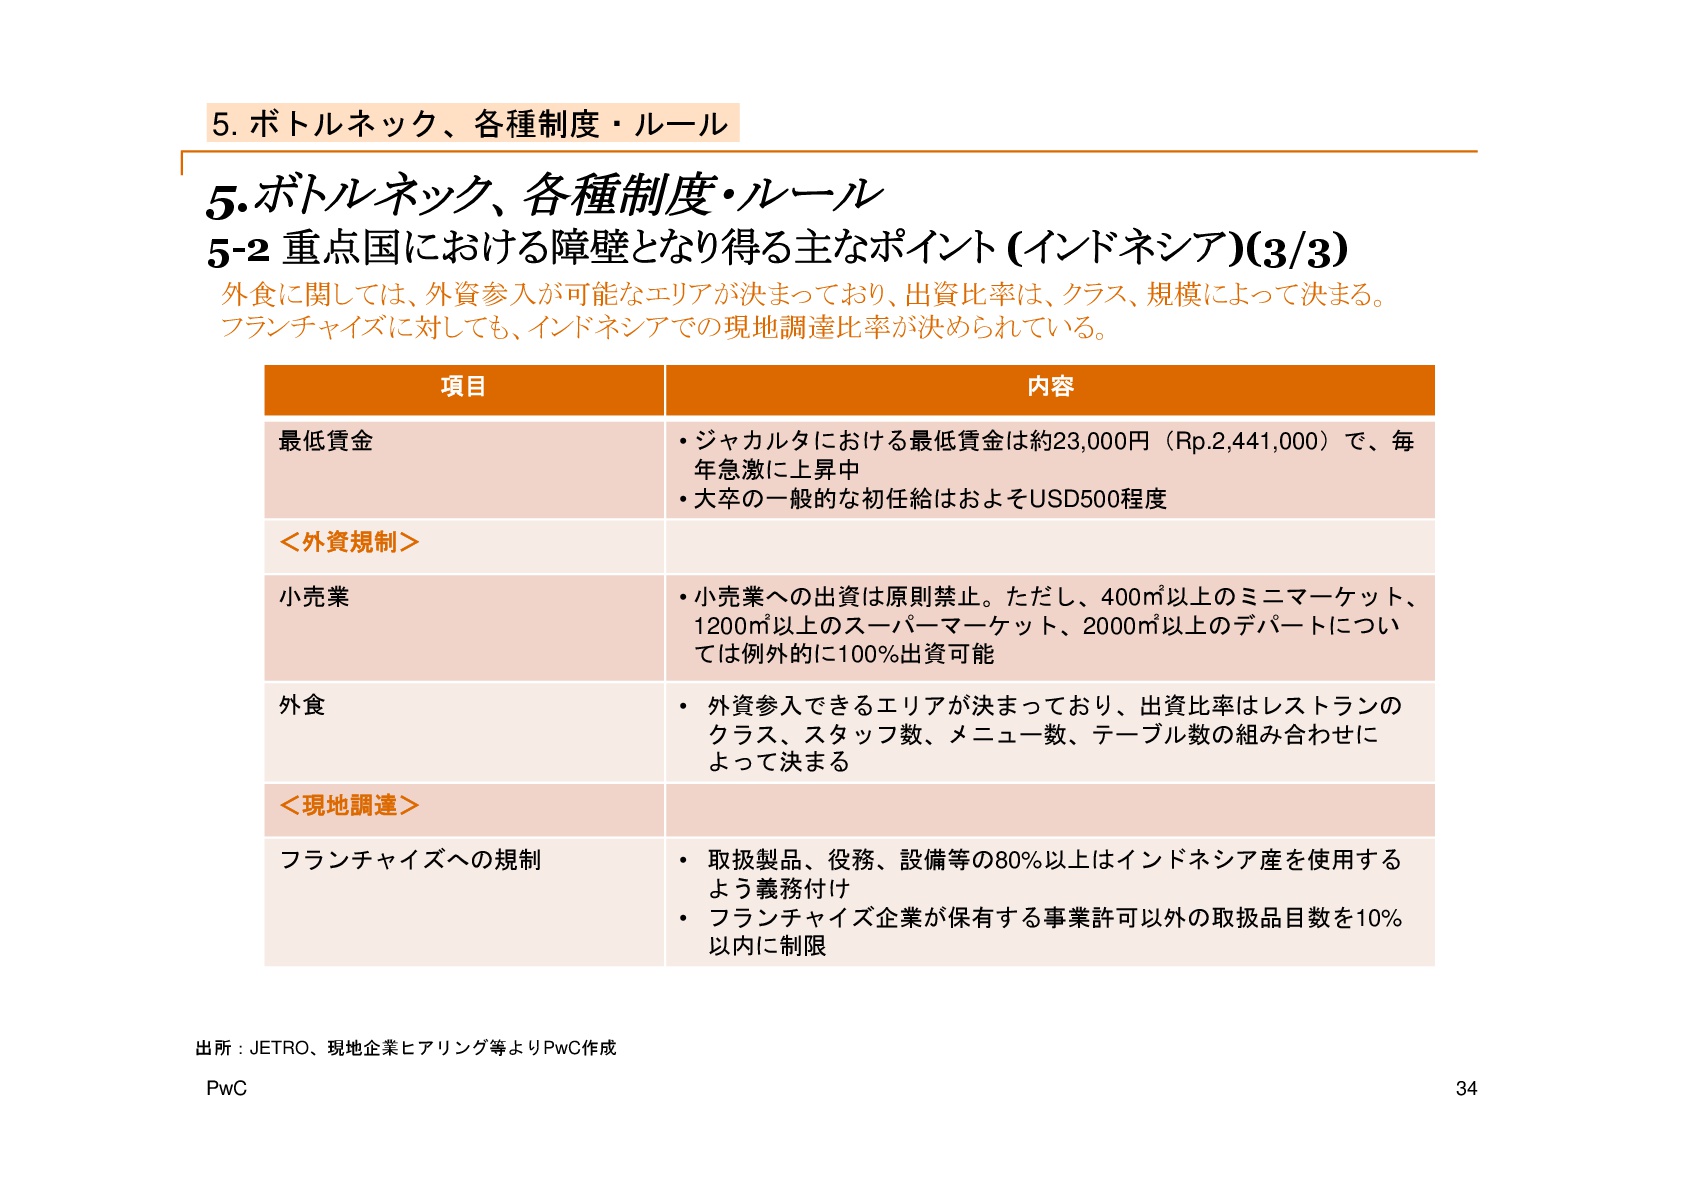 5. ボトルネック、各種制度・ルール
5.ボトルネック、各種制度・ルール
5-2 重点国における障壁となり得る主なポイント (インドネシア)(3/3)
外食に関しては、外資参入が可能なエリアが決まっており、出資比率は、クラス、規模によって決まる。
フランチャイズに対しても、インドネシアでの現地調達比率が決められている。
項目 内容
最低賃金 ・ジャカルタにおける最低賃金は約23,000円（Rp.2,441,000）で、毎
年急激に上昇中
・大卒の一般的な初任給はおよそUSD500程度
＜外資規制＞
小売業 ・小売業への出資は原則禁止。ただし、400㎡以上のミニマーケット、
1200㎡以上のスーパーマーケット、2000㎡以上のデパートについ
ては例外的に100%出資可能
外食 • 外資参入できるエリアが決まっており、出資比率はレストランの
クラス、スタッフ数、メニュー数、テーブル数の組み合わせに
よって決まる
＜現地調達＞
フランチャイズへの規制 • 取扱製品、役務、設備等の80%以上はインドネシア産を使用する
よう義務付け
• フランチャイズ企業が保有する事業許可以外の取扱品目数を10%
以内に制限
出所：JETRO、現地企業ヒアリング等よりPwC作成
PwC 34